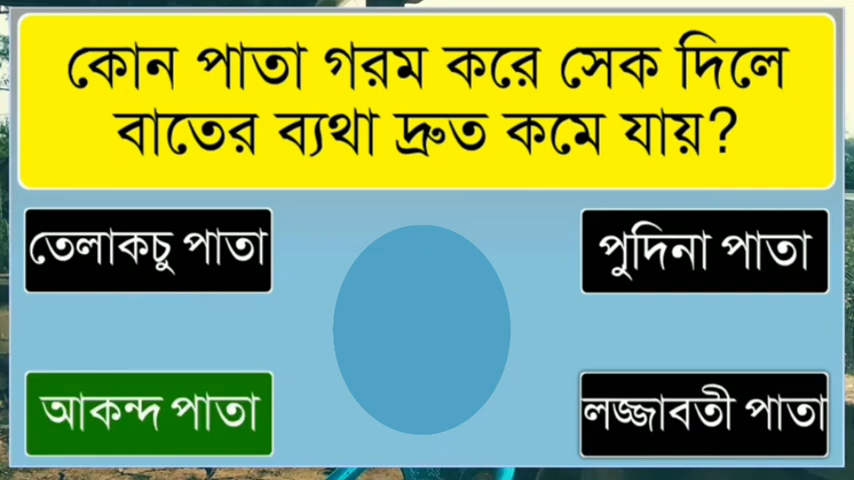 কোন পাতা গরম করে সেক দিলে
বাতের ব্যথা দ্রুত কমে যায়?
তেলাকচু পাতা
পুদিনা পাতা
আকন্দ পাতা
লজ্জাবতী পাতা